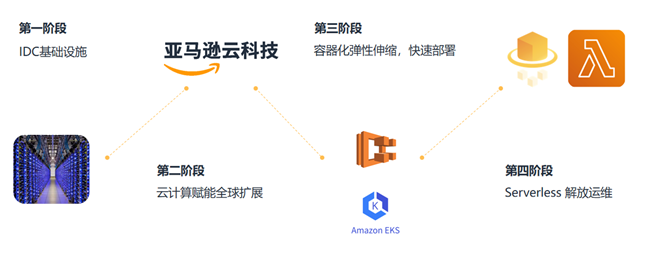 第一阶段
IDC基础设施
亚马逊云科技
第二阶段
云计算赋能全球扩展
第三阶段
容器化弹性伸缩，快速部署
K
Amazon EKS
第四阶段
Serverless 解放运维